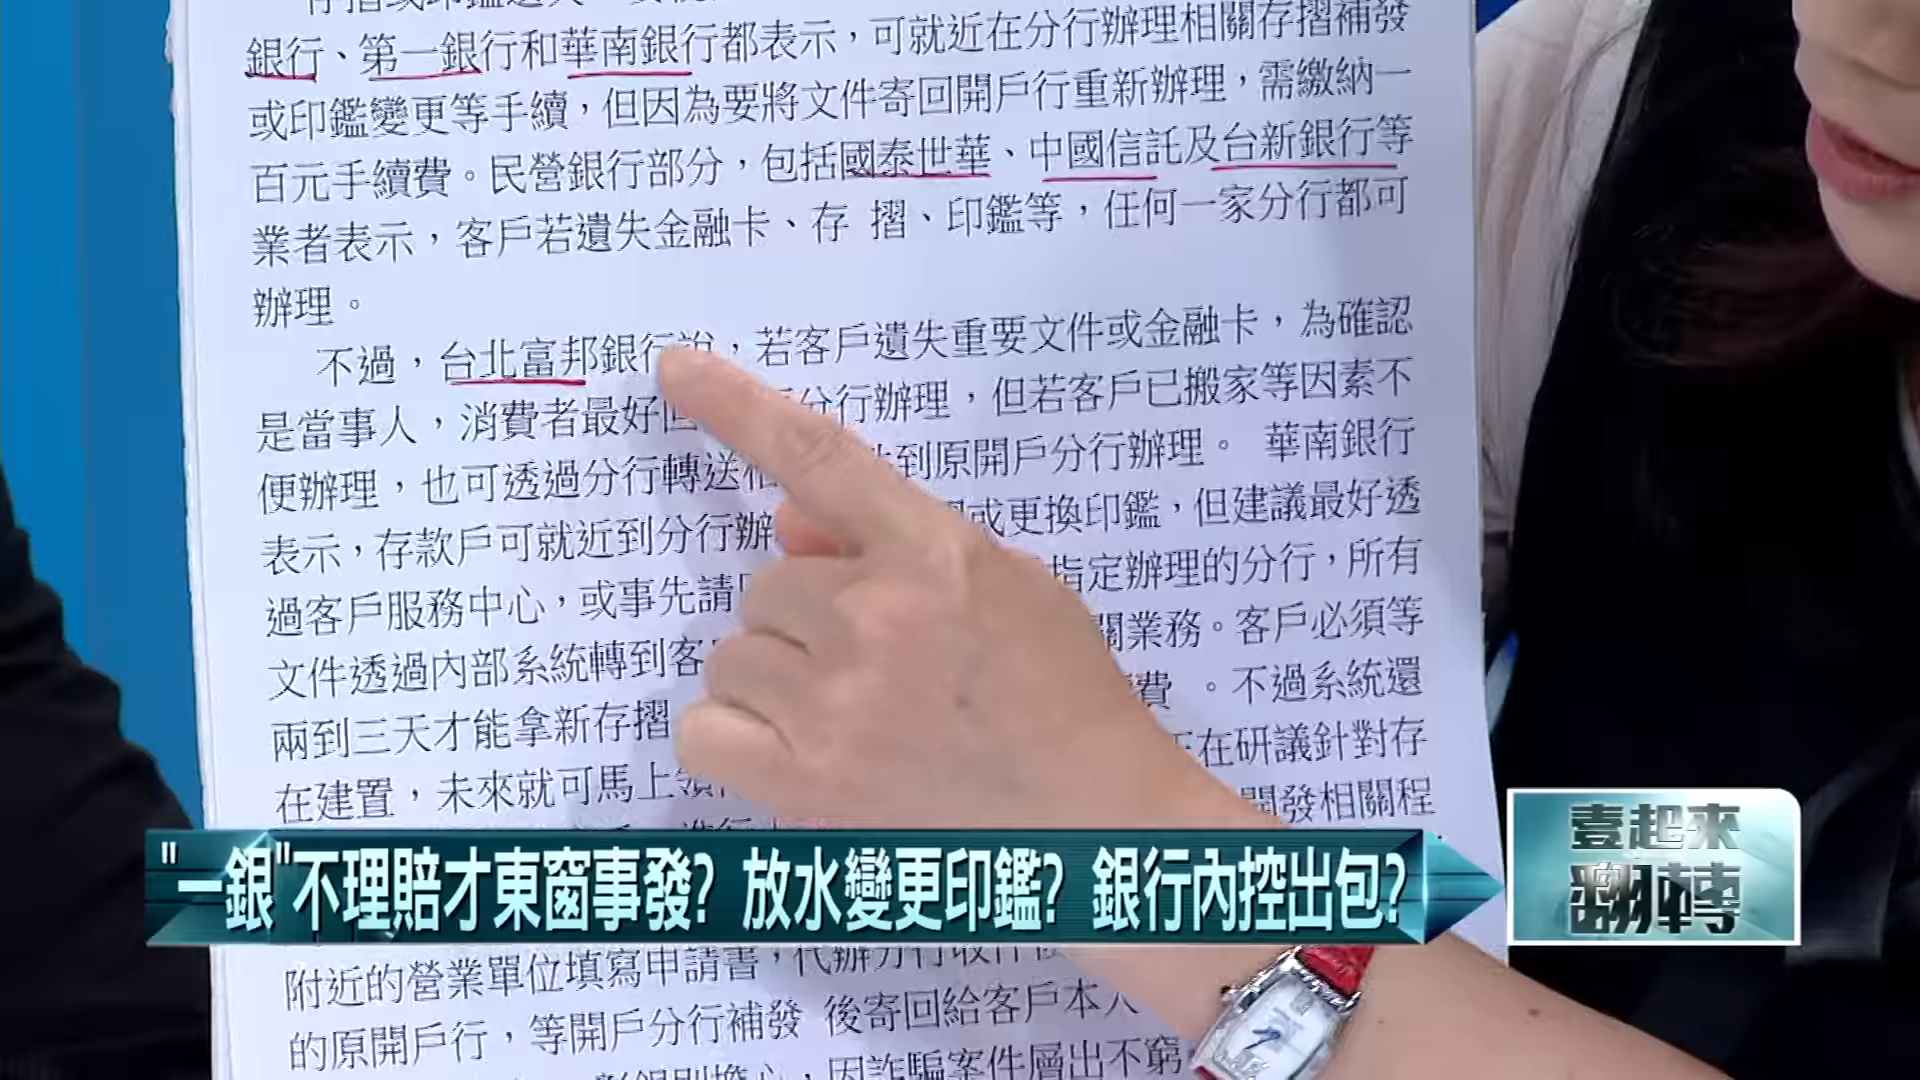 銀行、第一銀行和華南銀行都表示，可就近在分行辦理相關存摺補發
或印鑑變更等手續，但因為要將文件寄回開戶行重新辦理，需繳納一
百元手續費。民營銀行部分，包括國泰世華、中國信託及台新銀行等
業者表示，客戶若遺失金融卡、存 摺、印鑑等，任何一家分行都可
辦理。
不過，台北富邦銀行說，若客戶遺失重要文件或金融卡，為確認
是當事人，消費者最好回 分行辦理，但若客戶已搬家等因素不
便辦理，也可透過分行轉送 到原開戶分行辦理。 華南銀行
表示，存款戶可就近到分行辦 或更換印鑑，但建議最好透
過客戶服務中心，或事先請 指定辦理的分行，所有
文件透過內部系統轉到客 關業務。客戶必須等
兩到三天才能拿新存摺 費 。不過系統還
在建置，未來就可馬上領 在研議針對存
開發相關程
"一銀"不理賠才東窗事發? 放水變更印鑑? 銀行內控出包?
壹起來
翻轉
附近的營業單位填寫申請書，代辦分行收件後
的原開戶行，等開戶分行補發 後寄回給客戶本人
因詐騙案件層出不窮